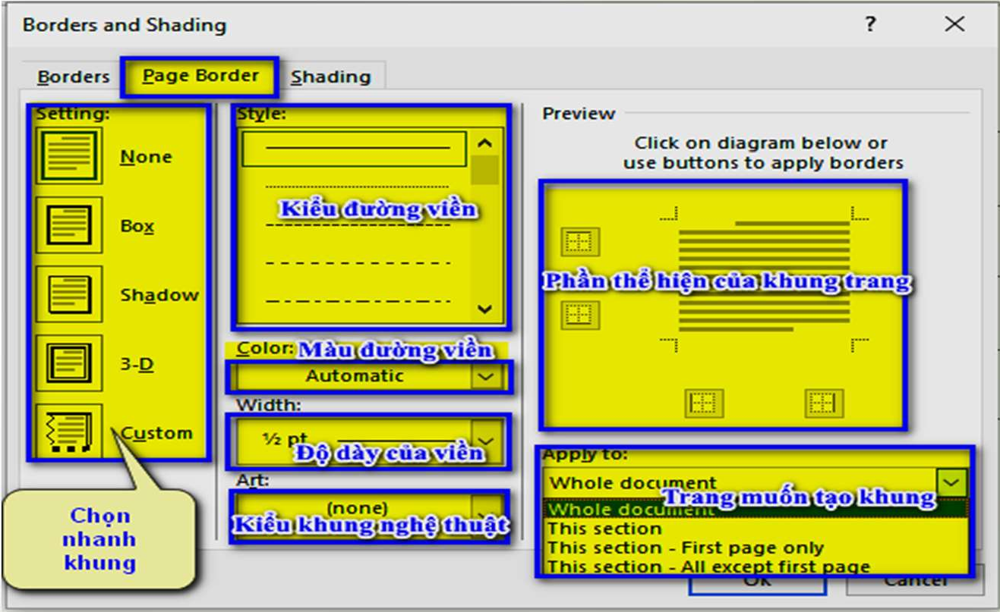 Borders and Shading ?
Borders Page Border Shading
Setting:
None
Box
Shadow
3-D
Custom
Chọn
nhanh
khung
Style:
Kiểu đường viền
Color: Màu đường viền
Automatic
Width:
½ pt
Độ dày của viền
Art:
(none)
Kiểu khung nghệ thuật
Preview
Click on diagram below or
use buttons to apply borders
Phần thể hiện của khung trang
Apply to:
Whole document
Trang muốn tạo khung
Whole document
This section
This section - First page only
This section - All except first page
OK Cancel